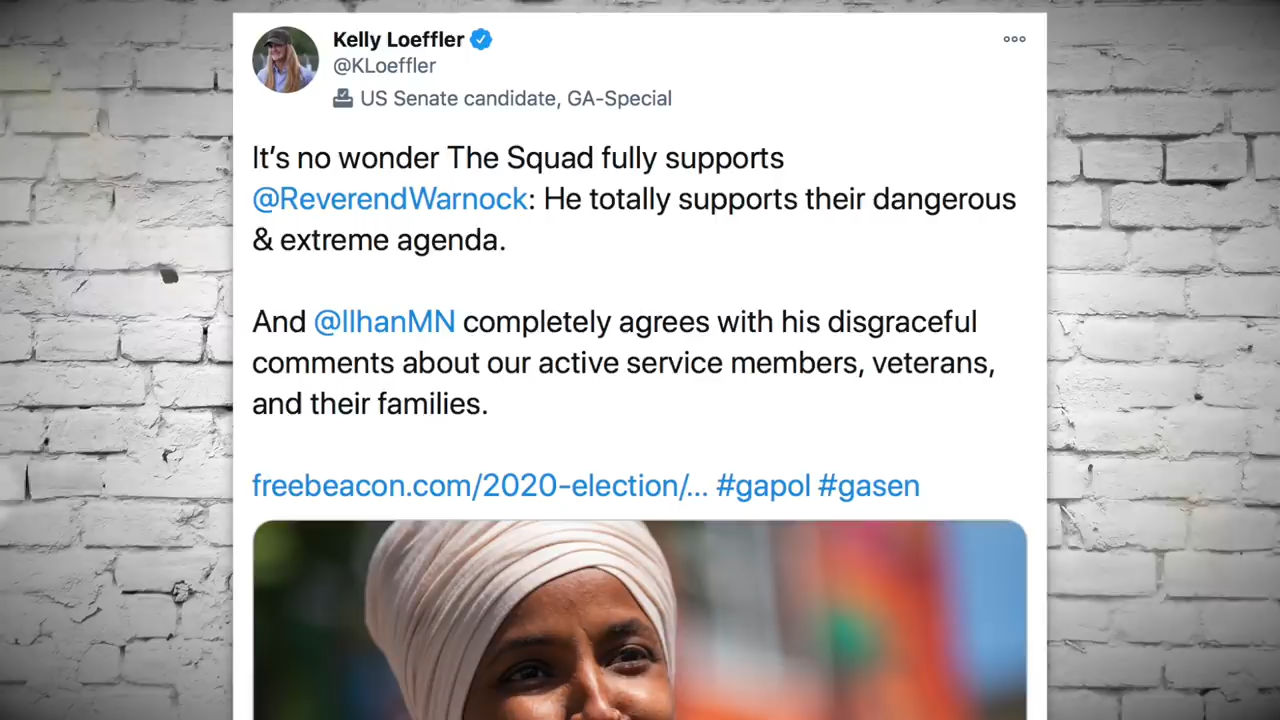 Kelly Loeffler
@KLoeffler
US Senate candidate, GA-Special
It’s no wonder The Squad fully supports
@ReverendWarnock: He totally supports their dangerous
& extreme agenda.
And @IlhanMN completely agrees with his disgraceful
comments about our active service members, veterans,
and their families.
freebeacon.com/2020-election/... #gapol #gasen